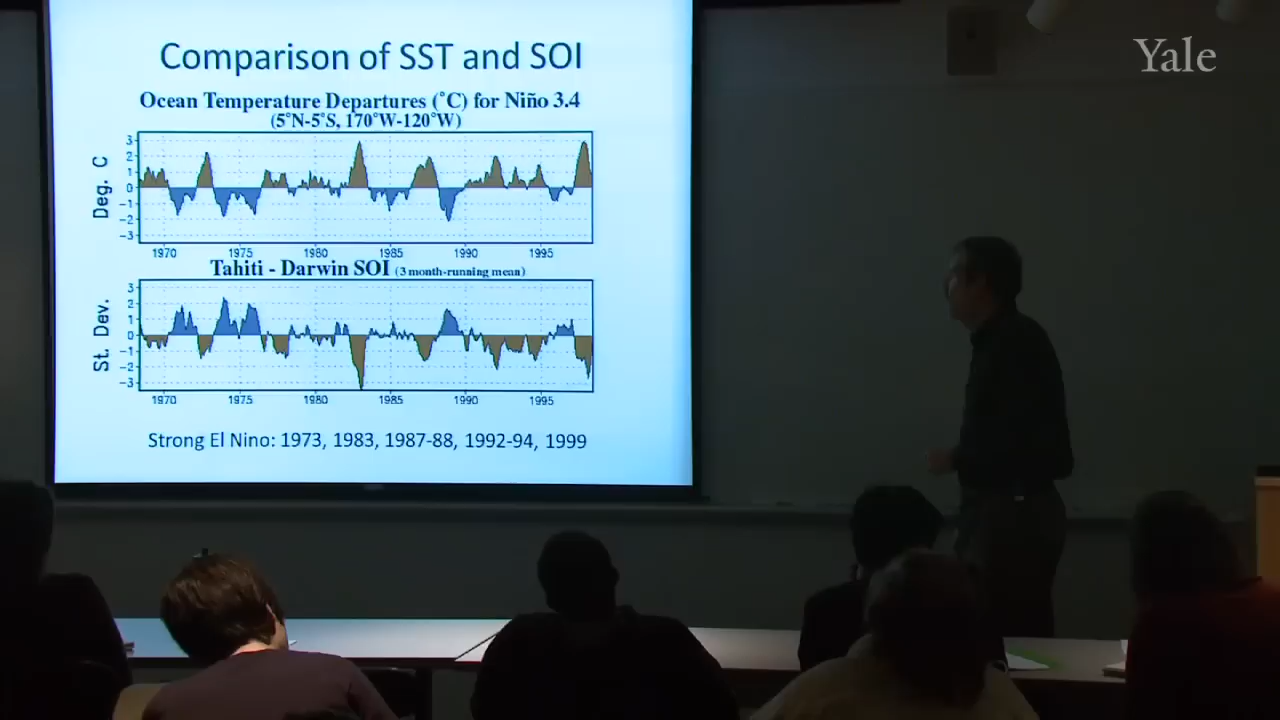 Yale
Comparison of SST and SOI
Ocean Temperature Departures (˚C) for Niño 3.4
(5˚N-5˚S, 170˚W-120˚W)
Deg. C
3
2
1
0
-1
-2
-3
1970 1975 1980 1985 1990 1995
Tahiti - Darwin SOI (3 month-running mean)
St. Dev.
3
2
1
0
-1
-2
-3
1970 1975 1980 1985 1990 1995
Strong El Nino: 1973, 1983, 1987-88, 1992-94, 1999